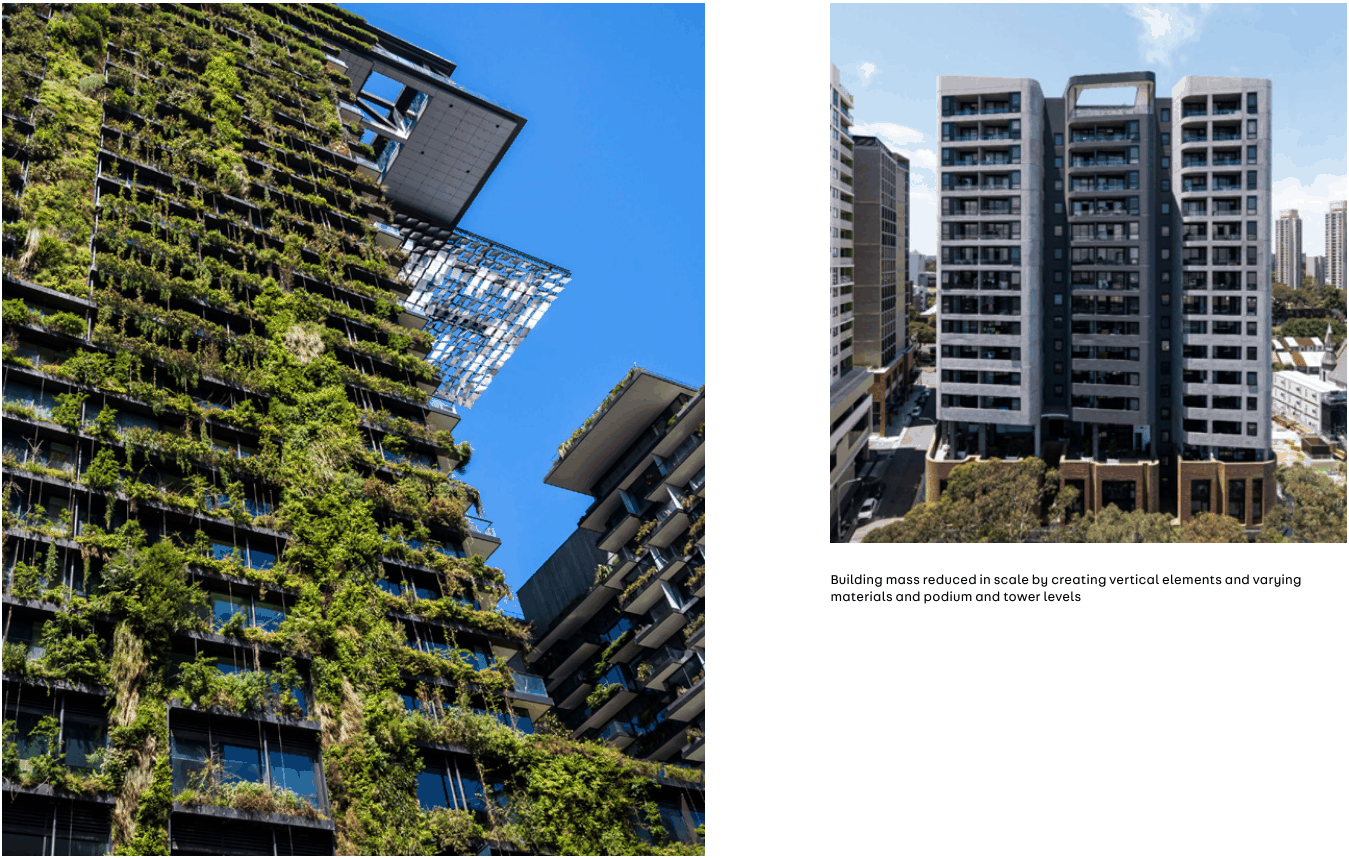 Building mass reduced in scale by creating vertical elements and varying
materials and podium and tower levels